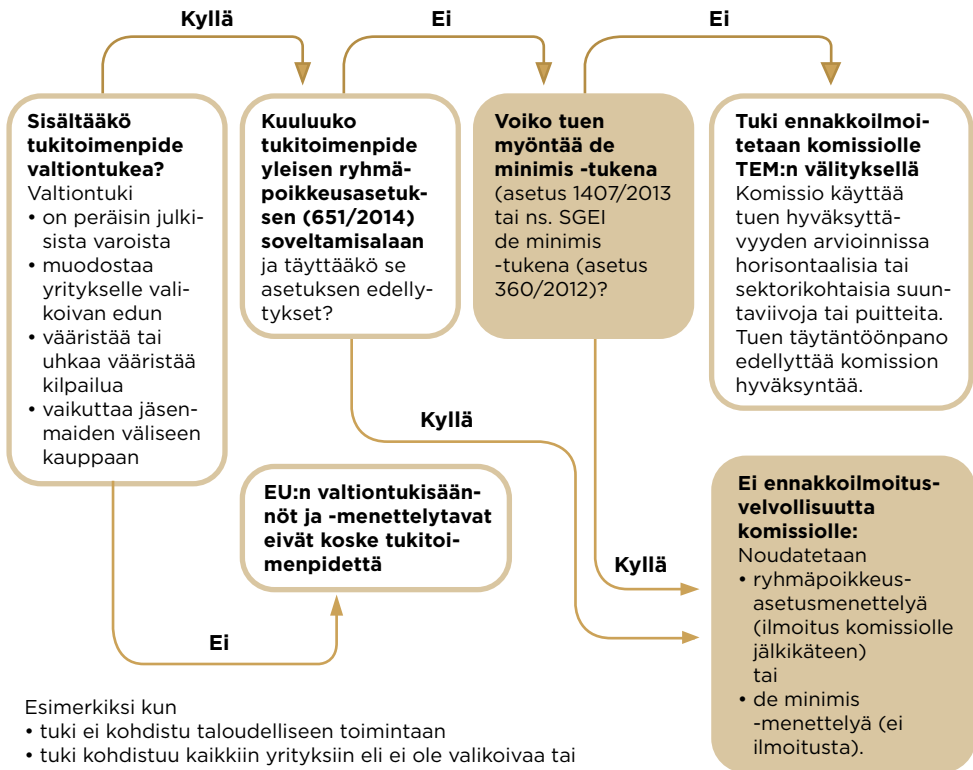 Kyllä
Ei
Ei
Sisältääkö
tukitoimenpide
valtiontukea?
Valtiontuki
• on peräisin julki-
sista varoista
• muodostaa
yritykselle vali-
koivan edun
• vääristää tai
uhkaa vääristää
kilpailua
• vaikuttaa jäsen-
maiden väliseen
kauppaan
Kuuluuko
tukitoimenpide
yleisen ryhmä-
poikkeusasetuk-
sen (651/2014)
soveltamisalaan
ja täyttääkö se
asetuksen edelly-
tykset?
Voiko tuen
myöntää de
minimis -tukena
(asetus 1407/2013
tai ns. SGEI
de minimis
-tukena (asetus
360/2012)?
Tuki ennakkoilmoi-
tetaan komissiolle
TEM:n välityksellä
Komissio käyttää
tuen hyväksyttä-
vyyden arvioinnissa
horisontaalisia tai
sektorikohtaisia suun-
taviivoja tai puitteita.
Tuen täytäntöönpano
edellyttää komission
hyväksyntää.
Kyllä
EU:n valtiontukisään-
nöt ja -menettelytavat
eivät koske tukitoi-
menpidettä
Kyllä
Ei
Ei ennakkoilmoitus-
velvollisuutta
komissiolle:
Noudatetaan
• ryhmäpoikkeus-
asetusmenettelyä
(ilmoitus komissiolle
jälkikäteen)
tai
• de minimis
-menettelyä (ei
ilmoitusta).
Esimerkiksi kun
• tuki ei kohdistu taloudelliseen toimintaan
• tuki kohdistuu kaikkiin yrityksiin eli ei ole valikoivaa tai